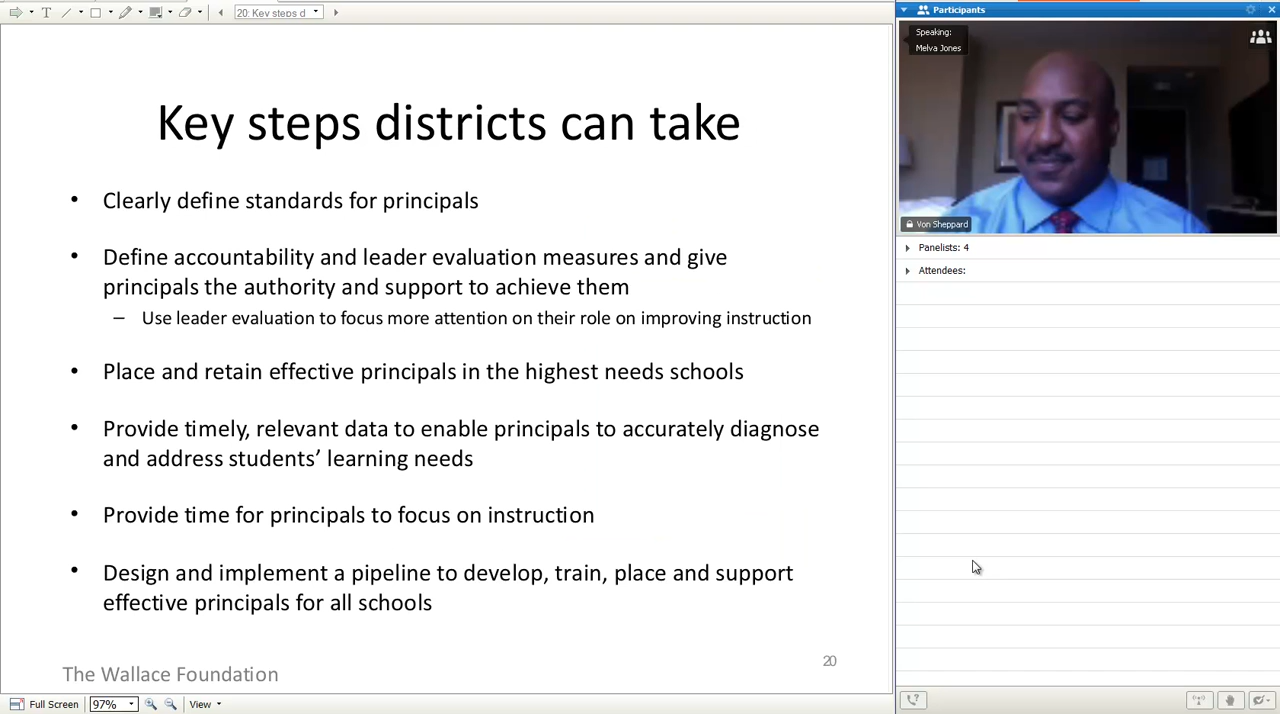 T
20: Key steps d
Key steps districts can take
• Clearly define standards for principals
• Define accountability and leader evaluation measures and give
principals the authority and support to achieve them
– Use leader evaluation to focus more attention on their role on improving instruction
• Place and retain effective principals in the highest needs schools
• Provide timely, relevant data to enable principals to accurately diagnose
and address students’ learning needs
• Provide time for principals to focus on instruction
• Design and implement a pipeline to develop, train, place and support
effective principals for all schools
The Wallace Foundation
20
Full Screen
97%
View
Participants
Speaking:
Melva Jones
Von Sheppard
Panelists: 4
Attendees: